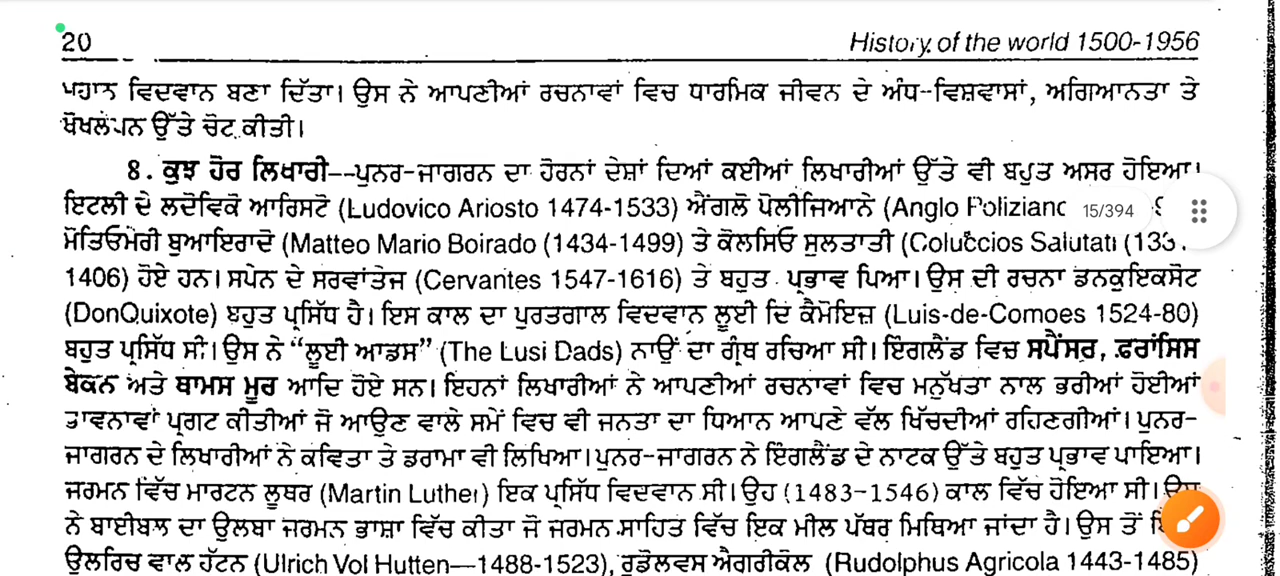 20 History of the world 1500-1956
ਮਹਾਨ ਵਿਦਵਾਨ ਬਣਾ ਦਿੱਤਾ। ਉਸ ਨੇ ਆਪਣੀਆਂ ਰਚਨਾਵਾਂ ਵਿਚ ਧਾਰਮਿਕ ਜੀਵਨ ਦੇ ਅੰਧ-ਵਿਸ਼ਵਾਸਾਂ, ਅਗਿਆਨਤਾ ਤੇ
ਖੋਖਲੇਪਨ ਉੱਤੇ ਚੋਟ ਕੀਤੀ।
8. ਕੁਝ ਹੋਰ ਲਿਖਾਰੀ--ਪੁਨਰ-ਜਾਗਰਨ ਦਾ ਹੋਰਨਾਂ ਦੇਸ਼ਾਂ ਦਿਆਂ ਕਈਆਂ ਲਿਖਾਰੀਆਂ ਉੱਤੇ ਵੀ ਬਹੁਤ ਅਸਰ ਹੋਇਆ।
ਇਟਲੀ ਦੇ ਲਦੋਵਿਕੋ ਆਰਿਸਟੋ (Ludovico Ariosto 1474-1533) ਐਂਗਲੋ ਪੋਲੀਜਿਆਨੇ (Anglo Poliziano 15/394
ਮੋਤਿਓਮੇਰੀ ਬੁਆਇਰਾਦੋ (Matteo Mario Boirado (1434-1499) ਤੇ ਕੋਲਸਿਓ ਸੁਲਤਾਤੀ (Coluccios Salutati
1406) ਹੋਏ ਹਨ। ਸਪੇਨ ਦੇ ਸਰਵਾਂਤੇਜ (Cervantes 1547-1616) ਤੇ ਬਹੁਤ ਪ੍ਰਭਾਵ ਪਿਆ। ਉਸ ਦੀ ਰਚਨਾ ਡਨਕੁਇਕਸੋਟ
(DonQuixote) ਬਹੁਤ ਪ੍ਰਸਿੱਧ ਹੈ। ਇਸ ਕਾਲ ਦਾ ਪੁਰਤਗਾਲ ਵਿਦਵਾਨ ਲੂਈ ਦਿ ਕੈਮੋਇਜ਼ (Luis-de-Comoes 1524-80)
ਬਹੁਤ ਪ੍ਰਸਿੱਧ ਸੀ। ਉਸ ਨੇ “ਲੂਈ ਆਡਸ” (The Lusi Dads) ਨਾਉਂ ਦਾ ਗ੍ਰੰਥ ਰਚਿਆ ਸੀ। ਇੰਗਲੈਂਡ ਵਿਚ ਸਪੈਂਸਰ, ਫ਼ਰਾਂਸਿਸ
ਬੇਕਨ ਅਤੇ ਥਾਮਸ ਮੂਰ ਆਦਿ ਹੋਏ ਸਨ। ਇਹਨਾਂ ਲਿਖਾਰੀਆਂ ਨੇ ਆਪਣੀਆਂ ਰਚਨਾਵਾਂ ਵਿਚ ਮਨੁੱਖਤਾ ਨਾਲ ਭਰੀਆਂ ਹੋਈਆਂ
ਭਾਵਨਾਵਾਂ ਪ੍ਰਗਟ ਕੀਤੀਆਂ ਜੋ ਆਉਣ ਵਾਲੇ ਸਮੇਂ ਵਿਚ ਵੀ ਜਨਤਾ ਦਾ ਧਿਆਨ ਆਪਣੇ ਵੱਲ ਖਿੱਚਦੀਆਂ ਰਹਿਣਗੀਆਂ। ਪੁਨਰ-
ਜਾਗਰਨ ਦੇ ਲਿਖਾਰੀਆਂ ਨੇ ਕਵਿਤਾ ਤੇ ਡਰਾਮਾ ਵੀ ਲਿਖਿਆ। ਪੁਨਰ-ਜਾਗਰਨ ਨੇ ਇੰਗਲੈਂਡ ਦੇ ਨਾਟਕ ਉੱਤੇ ਬਹੁਤ ਪ੍ਰਭਾਵ ਪਾਇਆ।
ਜਰਮਨ ਵਿੱਚ ਮਾਰਟਨ ਲੂਥਰ (Martin Luther) ਇਕ ਪ੍ਰਸਿੱਧ ਵਿਦਵਾਨ ਸੀ। ਉਹ (1483-1546) ਕਾਲ ਵਿੱਚ ਹੋਇਆ ਸੀ। ਉਸ
ਨੇ ਬਾਈਬਲ ਦਾ ਉਲਬਾ ਜਰਮਨ ਭਾਸ਼ਾ ਵਿੱਚ ਕੀਤਾ ਜੋ ਜਰਮਨ ਸਾਹਿਤ ਵਿੱਚ ਇਕ ਮੀਲ ਪੱਥਰ ਮਿਥਿਆ ਜਾਂਦਾ ਹੈ। ਉਸ ਤੋਂ
ਉਲਰਿਚ ਵਾਲ ਹੱਟਨ (Ulrich Vol Hutten—1488-1523), ਰੁਡੋਲਵਸ ਐਗਰੀਕੋਲ (Rudolphus Agricola 1443-1485)